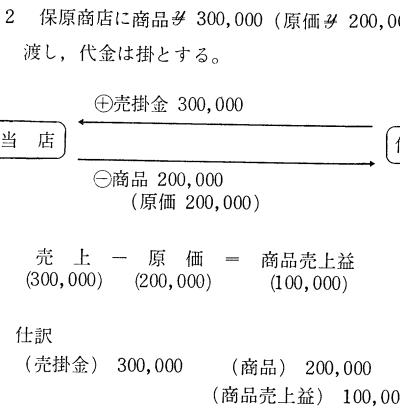 2 保原商店に商品¥ 300,000 (原価¥ 200,00
渡し，代金は掛とする。
⊕売掛金 300,000
当 店
⊖商品 200,000
(原価 200,000)
売 上 － 原 価 ＝ 商品売上益
(300,000) (200,000) (100,000)
仕訳
(売掛金) 300,000 (商品) 200,000
(商品売上益) 100,00